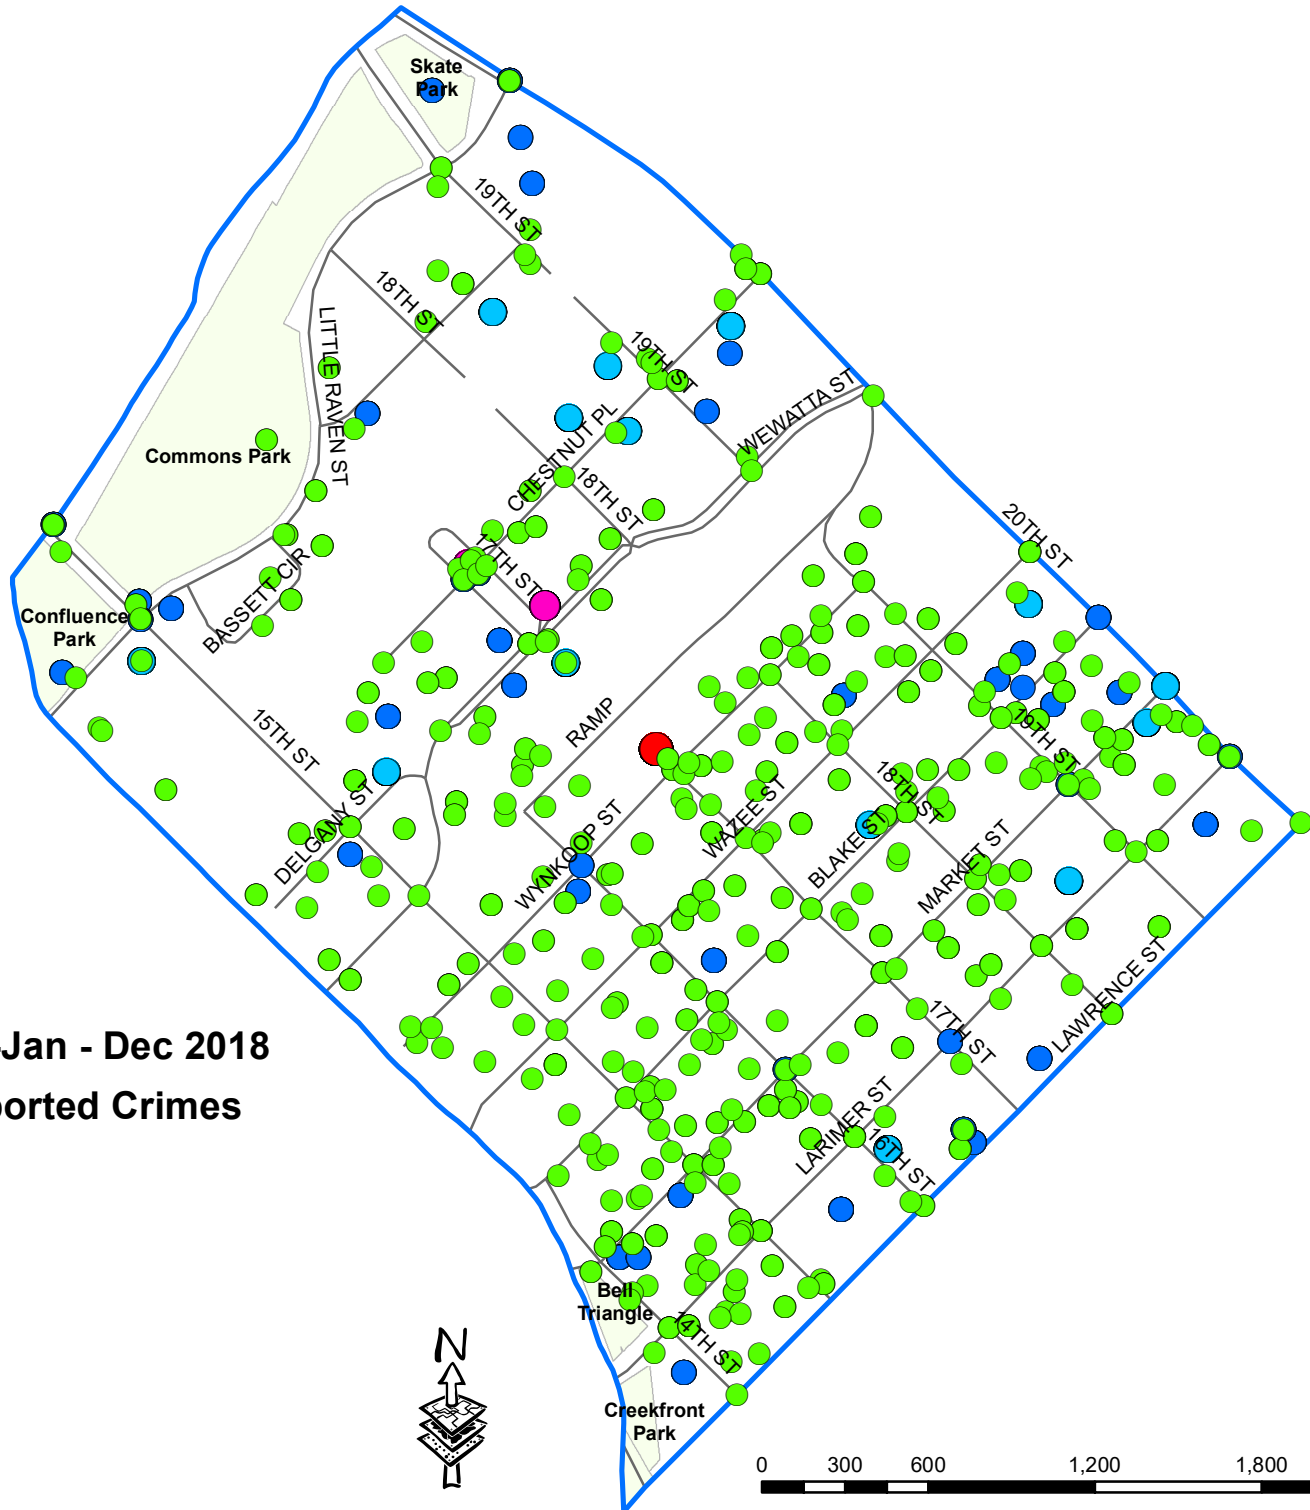 Skate
Park
19TH ST
18TH ST
LITTLE RAVEN ST
19TH ST
WEWATTA ST
CHESTNUT PL
Commons Park
18TH ST
20TH ST
17TH ST
BASSETT CIR
Confluence
Park
15TH ST
RAMP
19TH ST
DELGANY ST
WYNKOOP ST
WAZEE ST
18TH ST
BLAKE ST
MARKET ST
LAWRENCE ST
17TH ST
Jan - Dec 2018
orted Crimes
LARIMER ST
16TH ST
Bell
Triangle
14TH ST
N
Creekfront
Park
0 300 600 1,200 1,800